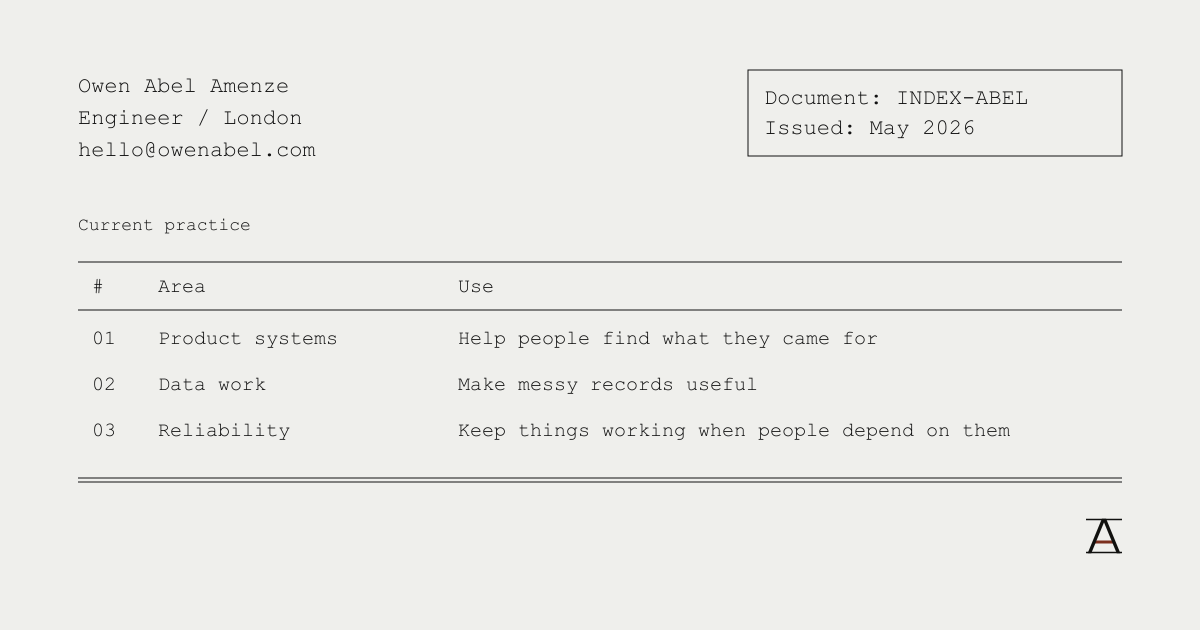 Owen Abel Amenze
Engineer / London
hello@owenabel.com
Document: INDEX-ABEL
Issued: May 2026
Current practice
# Area Use
01 Product systems Help people find what they came for
02 Data work Make messy records useful
03 Reliability Keep things working when people depend on them
A